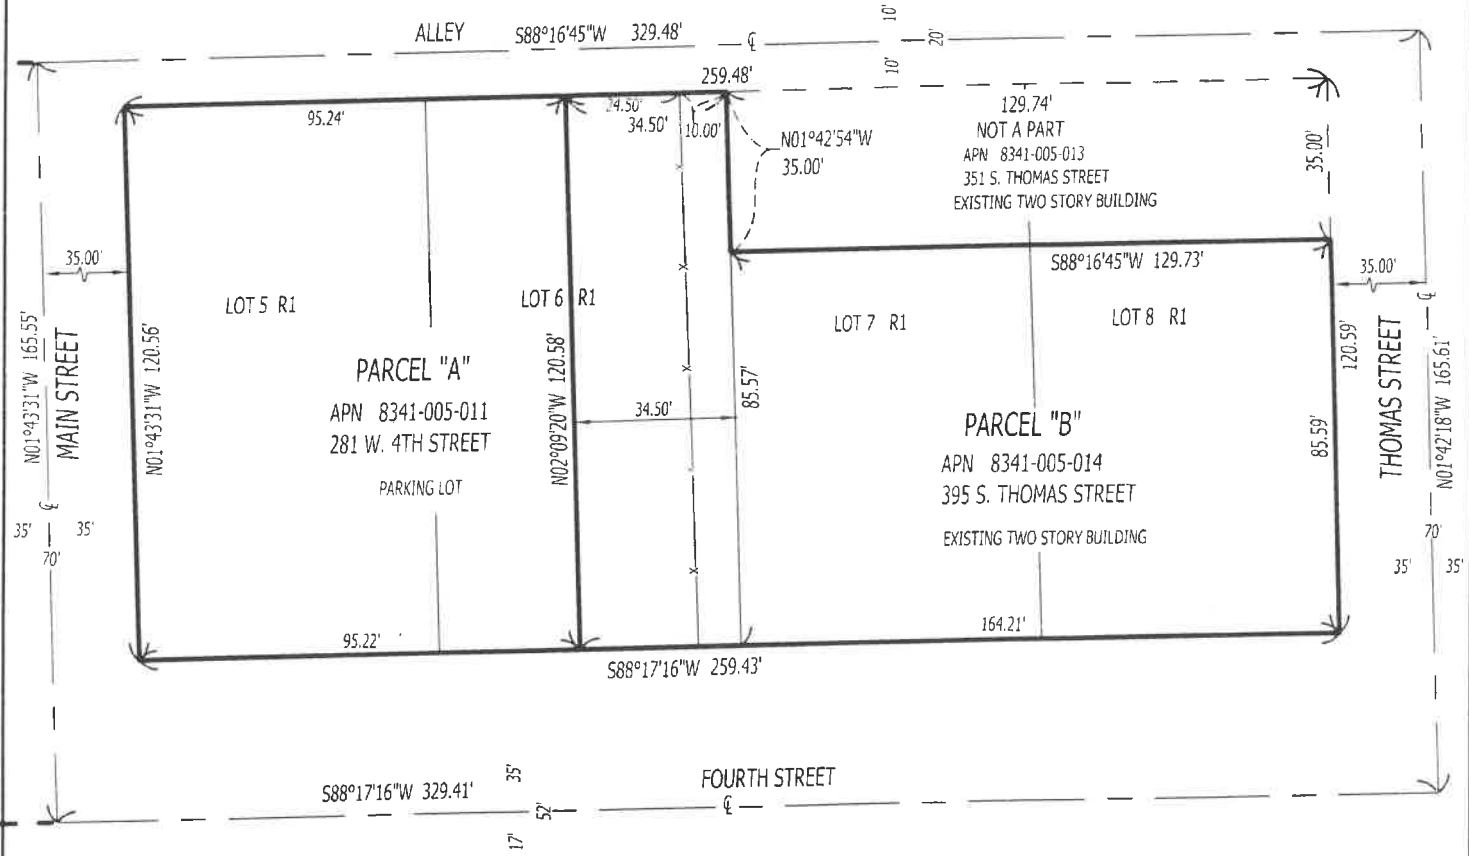 ALLEY S88°16'45"W 329.48'
℄
10'
20'
10'
259.48'
95.24'
24.50'
34.50'
10.00'
N01°42'54"W
35.00'
129.74'
NOT A PART
APN 8341-005-013
351 S. THOMAS STREET
EXISTING TWO STORY BUILDING
35.00'
35.00'
S88°16'45"W 129.73'
35.00'
℄
LOT 5 R1
LOT 6 R1
LOT 7 R1
LOT 8 R1
N01°43'31"W 165.55'
MAIN STREET
N01°43'31"W 120.56'
PARCEL "A"
APN 8341-005-011
281 W. 4TH STREET
PARKING LOT
N02°09'20"W 120.58'
34.50'
85.57'
PARCEL "B"
APN 8341-005-014
395 S. THOMAS STREET
EXISTING TWO STORY BUILDING
120.59'
85.59'
THOMAS STREET
N01°42'18"W 165.61'
℄
35' 35'
70'
70'
35' 35'
x
x
x
x
95.22'
164.21'
S88°17'16"W 259.43'
S88°17'16"W 329.41'
35'
52'
17'
FOURTH STREET
℄